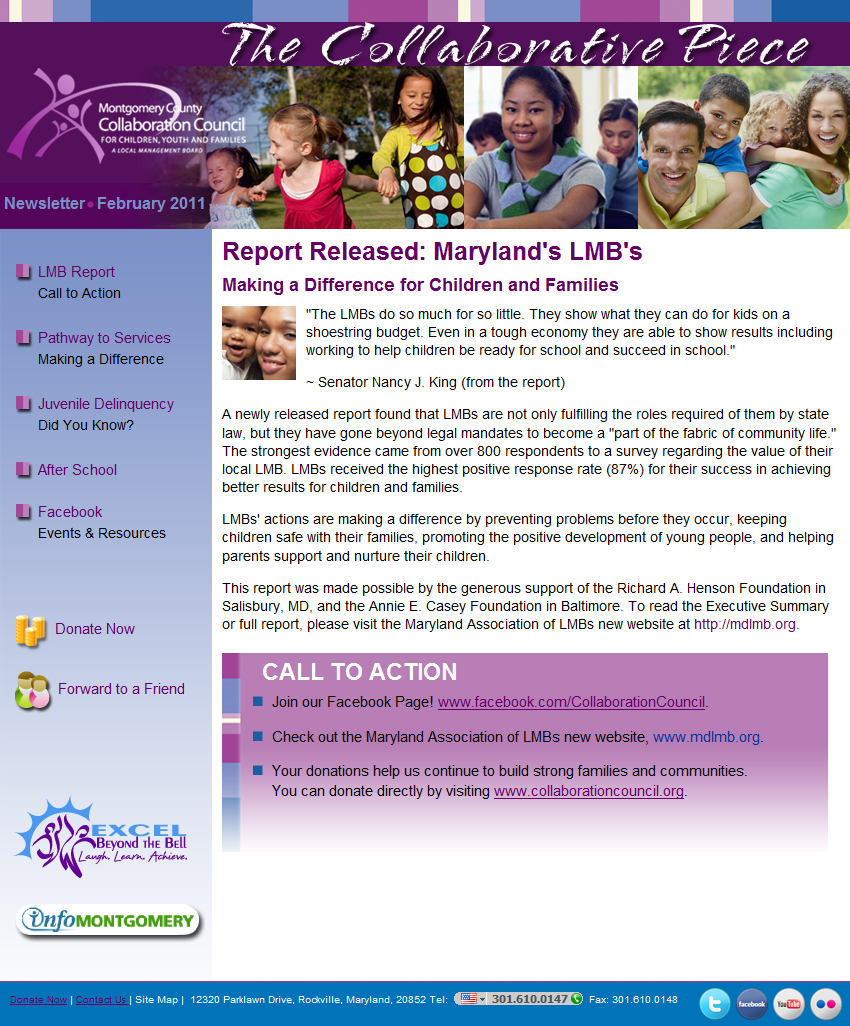 The Collaborative Piece
Montgomery County
Collaboration Council
FOR CHILDREN, YOUTH AND FAMILIES
A LOCAL MANAGEMENT BOARD
Newsletter • February 2011
LMB Report
Call to Action
Pathway to Services
Making a Difference
Juvenile Delinquency
Did You Know?
After School
Facebook
Events & Resources
Donate Now
Forward to a Friend
EXCEL
Beyond the Bell
Laugh. Learn. Achieve.
infoMONTGOMERY
Report Released: Maryland's LMB's
Making a Difference for Children and Families
"The LMBs do so much for so little. They show what they can do for kids on a
shoestring budget. Even in a tough economy they are able to show results including
working to help children be ready for school and succeed in school."
~ Senator Nancy J. King (from the report)
A newly released report found that LMBs are not only fulfilling the roles required of them by state
law, but they have gone beyond legal mandates to become a "part of the fabric of community life."
The strongest evidence came from over 800 respondents to a survey regarding the value of their
local LMB. LMBs received the highest positive response rate (87%) for their success in achieving
better results for children and families.
LMBs' actions are making a difference by preventing problems before they occur, keeping
children safe with their families, promoting the positive development of young people, and helping
parents support and nurture their children.
This report was made possible by the generous support of the Richard A. Henson Foundation in
Salisbury, MD, and the Annie E. Casey Foundation in Baltimore. To read the Executive Summary
or full report, please visit the Maryland Association of LMBs new website at http://mdlmb.org.
CALL TO ACTION
Join our Facebook Page! www.facebook.com/CollaborationCouncil.
Check out the Maryland Association of LMBs new website, www.mdlmb.org.
Your donations help us continue to build strong families and communities.
You can donate directly by visiting www.collaborationcouncil.org.
Donate Now | Contact Us | Site Map | 12320 Parklawn Drive, Rockville, Maryland, 20852 Tel: 301.610.0147 Fax: 301.610.0148
t facebook YouTube